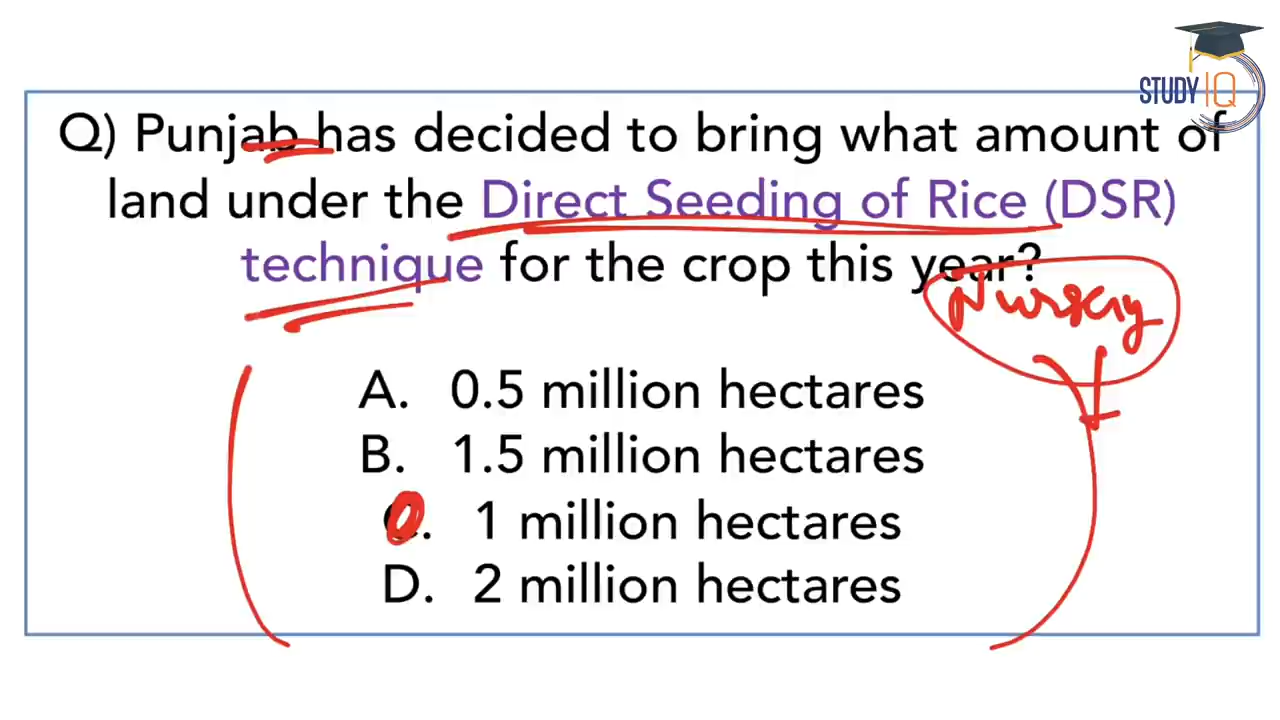 STUDY IQ
Q) Punjab has decided to bring what amount of
land under the Direct Seeding of Rice (DSR)
technique for the crop this year?
Nursery
A. 0.5 million hectares
B. 1.5 million hectares
C. 1 million hectares
D. 2 million hectares